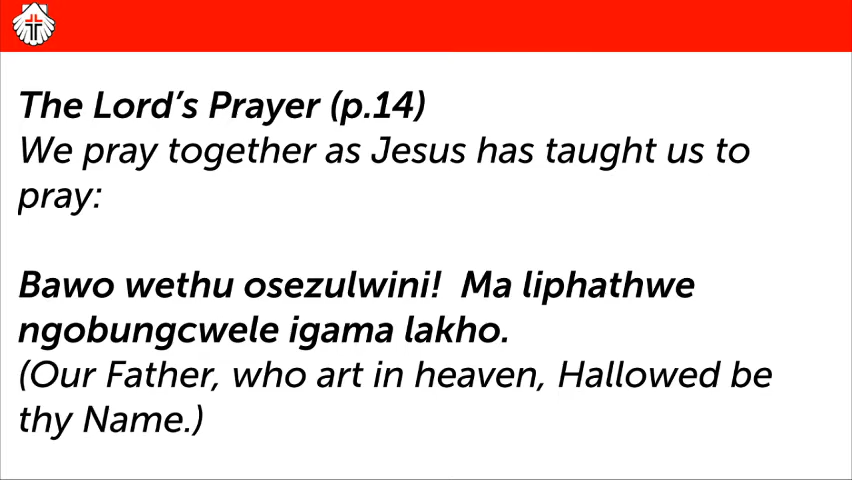 The Lord’s Prayer (p.14)
We pray together as Jesus has taught us to
pray:
Bawo wethu osezulwini!  Ma liphathwe
ngobungcwele igama lakho.
(Our Father, who art in heaven, Hallowed be
thy Name.)